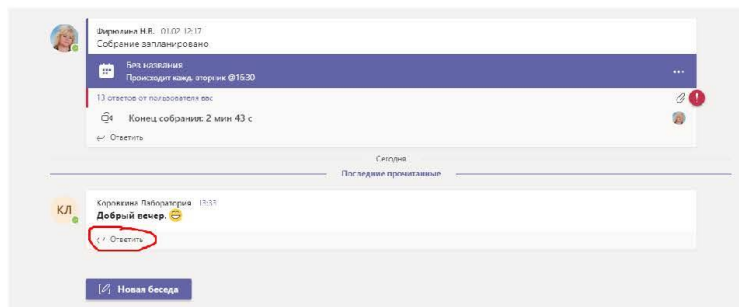 Фирюлина Н.В. 01.02 12:17
Собрание запланировано
Без названия
Происходит кажд. вторник @16:30
13 ответов от пользователя вас
Конец собрания: 2 мин 43 с
Ответить
Сегодня
Последние прочитанные
КЛ
Коровкина Лаборатория 13:33
Добрый вечер.
Ответить
Новая беседа